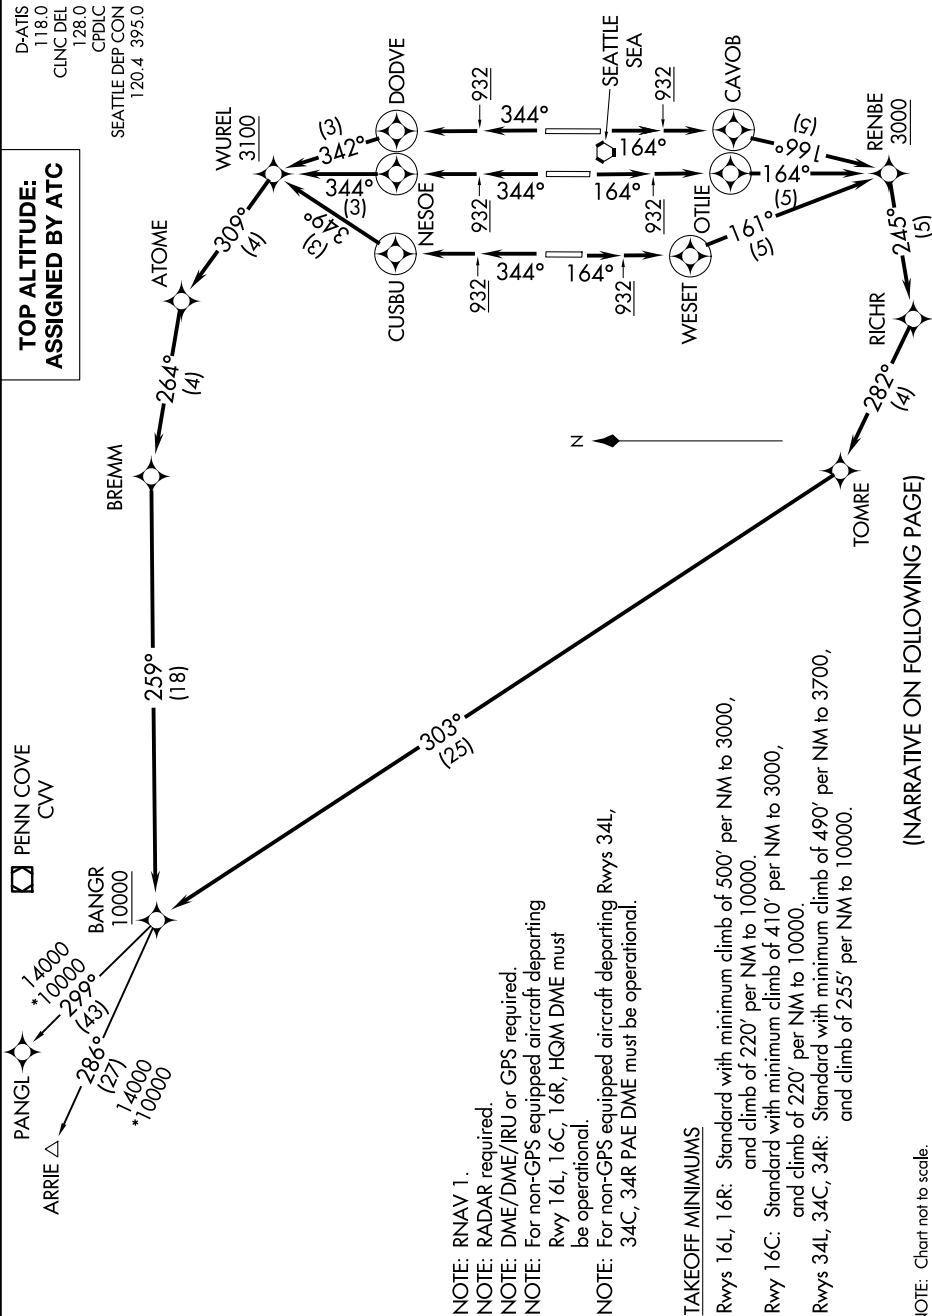 D-ATIS
118.0
CLNC DEL
128.0
CPDLC
SEATTLE DEP CON
120.4 395.0
TOP ALTITUDE:
ASSIGNED BY ATC
WUREL
3100
DODVE
NESOE
CUSBU
342°
(3)
344°
(3)
349°
(3)
932
344°
932
344°
932
344°
SEATTLE
SEA
932
164°
932
164°
932
164°
CAVOB
OTLIE
WESET
166°
(5)
164°
(5)
161°
(5)
RENBE
3000
245°
(5)
RICHR
282°
(4)
TOMRE
303°
(25)
309°
(4)
ATOME
264°
(4)
BREMM
259°
(18)
BANGR
10000
PENN COVE
CVV
14000
*10000
299°
(43)
PANGL
286°
(27)
14000
*10000
ARRIE
N
NOTE: RNAV 1.
NOTE: RADAR required.
NOTE: DME/DME/IRU or GPS required.
NOTE: For non-GPS equipped aircraft departing
Rwy 16L, 16C, 16R, HQM DME must
be operational.
NOTE: For non-GPS equipped aircraft departing Rwys 34L,
34C, 34R PAE DME must be operational.
TAKEOFF MINIMUMS
Rwys 16L, 16R: Standard with minimum climb of 500' per NM to 3000,
and climb of 220' per NM to 10000.
Rwy 16C: Standard with minimum climb of 410' per NM to 3000,
and climb of 220' per NM to 10000.
Rwys 34L, 34C, 34R: Standard with minimum climb of 490' per NM to 3700,
and climb of 255' per NM to 10000.
(NARRATIVE ON FOLLOWING PAGE)
NOTE: Chart not to scale.